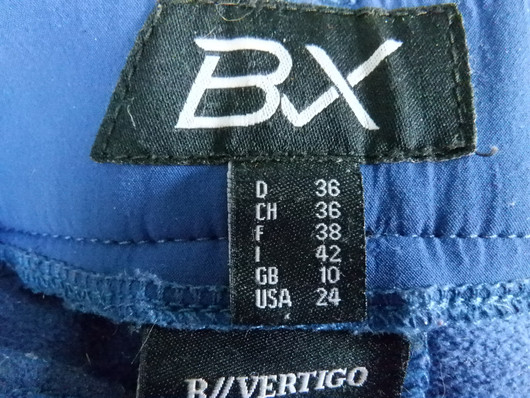 BX
D 36
CH 36
F 38
I 42
GB 10
USA 24
B//VERTIGO